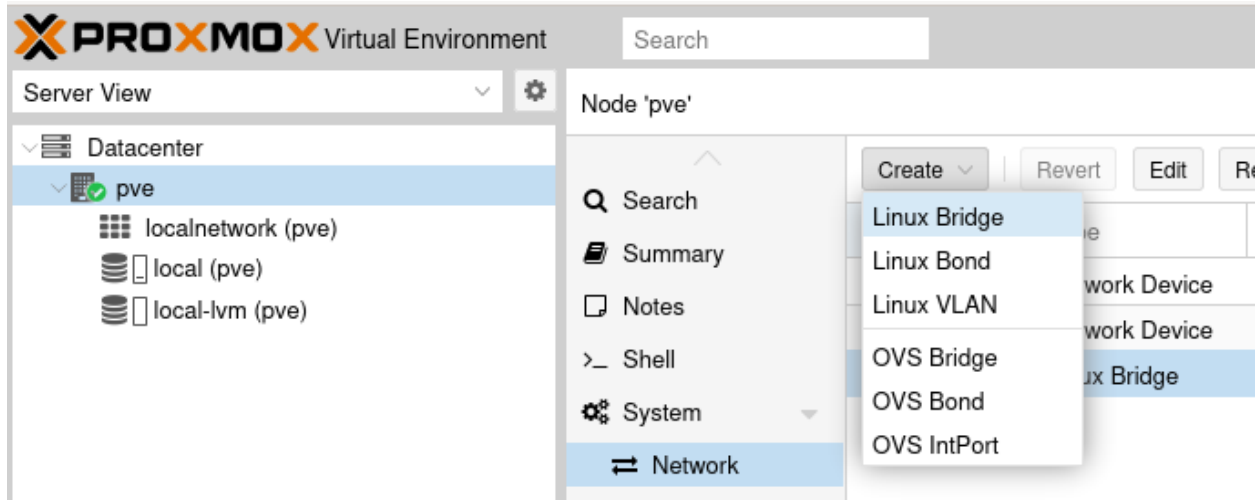 PROXMOX Virtual Environment Search
Server View
Node 'pve'
Datacenter
pve
localnetwork (pve)
local (pve)
local-lvm (pve)
Search
Summary
Notes
Shell
System
Network
Create Revert Edit
Linux Bridge
Linux Bond
Linux VLAN
OVS Bridge
OVS Bond
OVS IntPort
work Device
work Device
ux Bridge